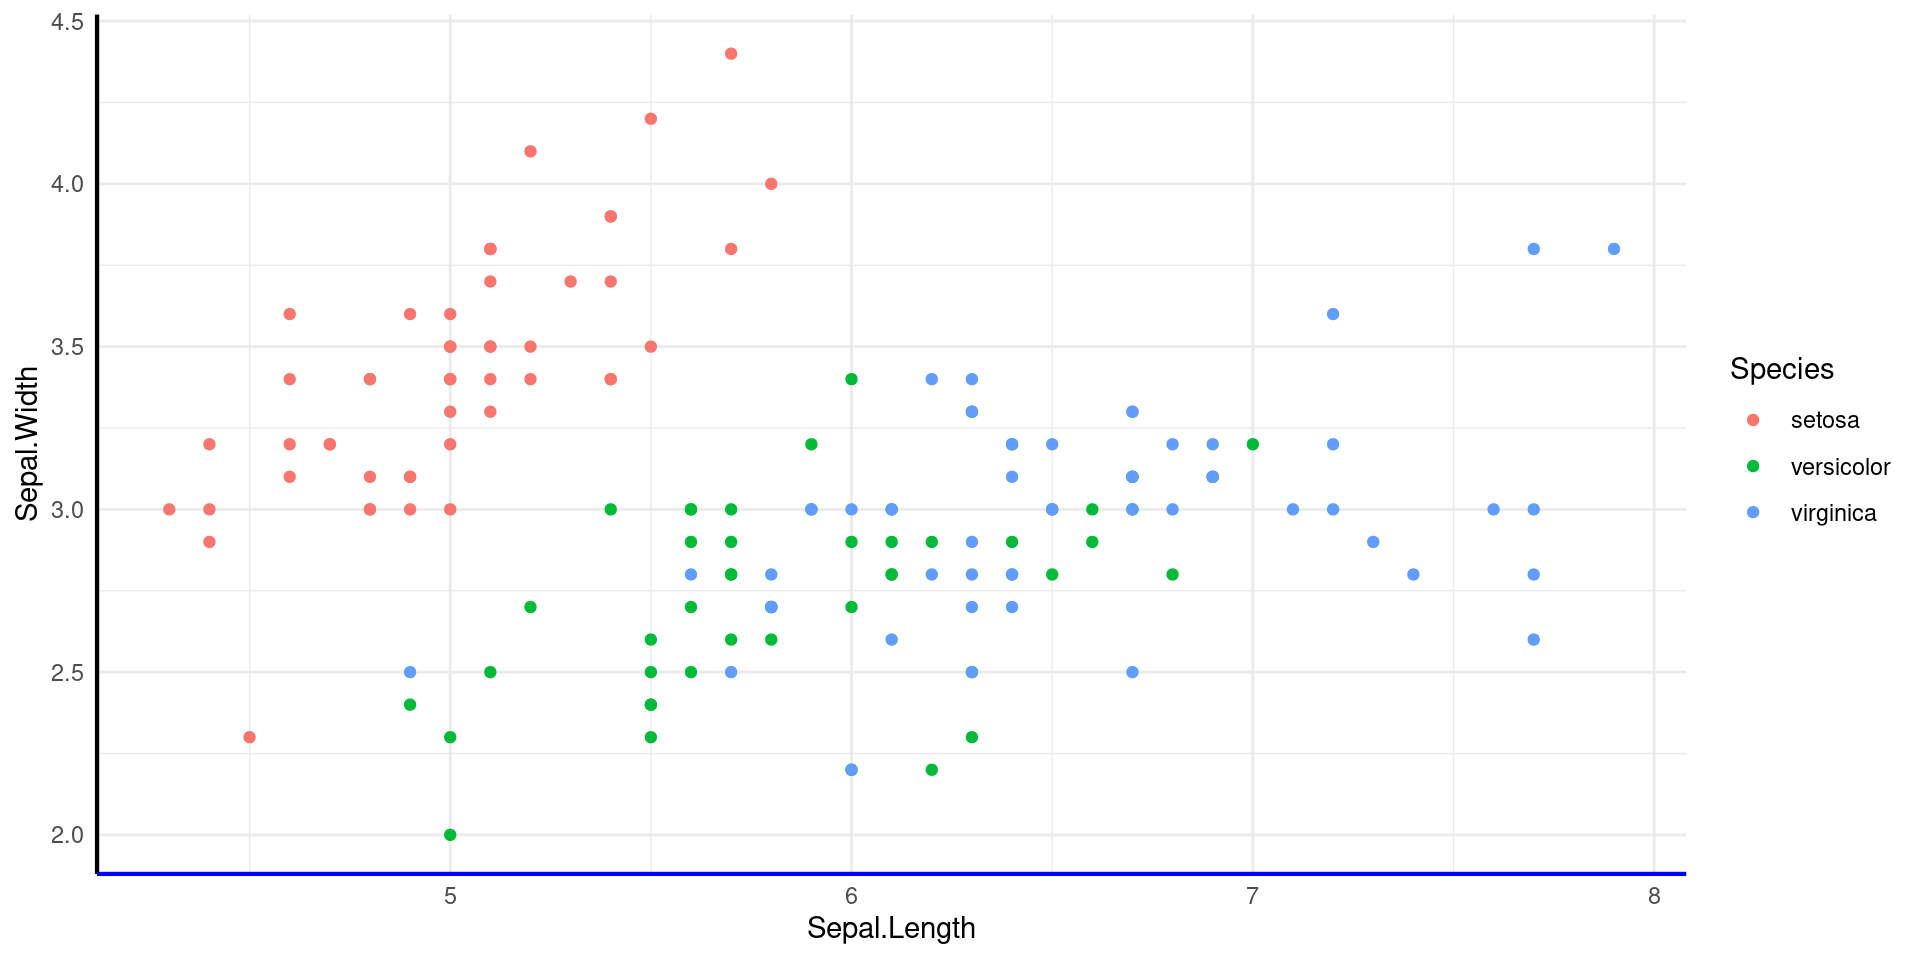 4.5
4.0
3.5
3.0
2.5
2.0
Sepal.Width
5 6 7 8
Sepal.Length
Species
setosa
versicolor
virginica